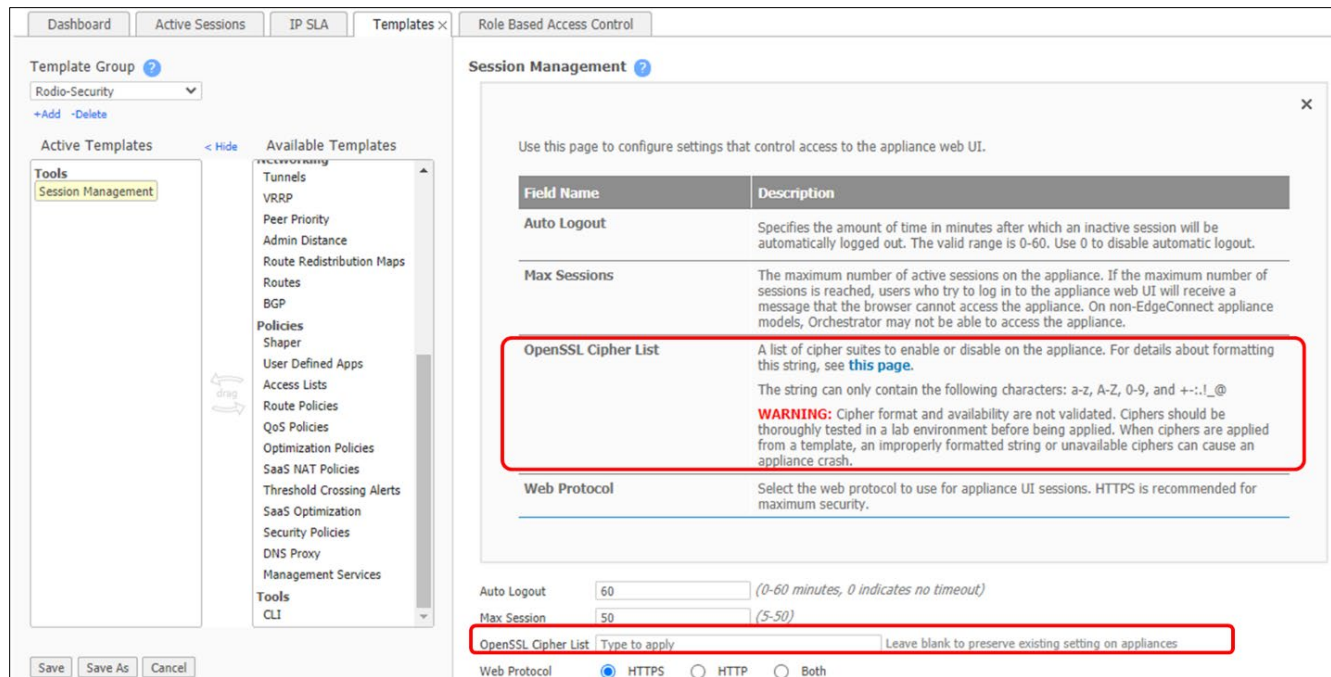 Dashboard
Active Sessions
IP SLA
Templates ×
Role Based Access Control
Template Group ?
Rodio-Security
+Add -Delete
Active Templates
< Hide
Available Templates
Tools
Session Management
Networking
Tunnels
VRRP
Peer Priority
Admin Distance
Route Redistribution Maps
Routes
BGP
Policies
Shaper
User Defined Apps
Access Lists
Route Policies
QoS Policies
Optimization Policies
SaaS NAT Policies
Threshold Crossing Alerts
SaaS Optimization
Security Policies
DNS Proxy
Management Services
Tools
CLI
drag
Save
Save As
Cancel
Session Management ?
×
Use this page to configure settings that control access to the appliance web UI.
Field Name Description
Auto Logout
Specifies the amount of time in minutes after which an inactive session will be
automatically logged out. The valid range is 0-60. Use 0 to disable automatic logout.
Max Sessions
The maximum number of active sessions on the appliance. If the maximum number of
sessions is reached, users who try to log in to the appliance web UI will receive a
message that the browser cannot access the appliance. On non-EdgeConnect appliance
models, Orchestrator may not be able to access the appliance.
OpenSSL Cipher List
A list of cipher suites to enable or disable on the appliance. For details about formatting
this string, see this page.
The string can only contain the following characters: a-z, A-Z, 0-9, and +-:.!_@
WARNING: Cipher format and availability are not validated. Ciphers should be
thoroughly tested in a lab environment before being applied. When ciphers are applied
from a template, an improperly formatted string or unavailable ciphers can cause an
appliance crash.
Web Protocol
Select the web protocol to use for appliance UI sessions. HTTPS is recommended for
maximum security.
Auto Logout 60 (0-60 minutes, 0 indicates no timeout)
Max Session 50 (5-50)
OpenSSL Cipher List Type to apply Leave blank to preserve existing setting on appliances
Web Protocol HTTPS HTTP Both